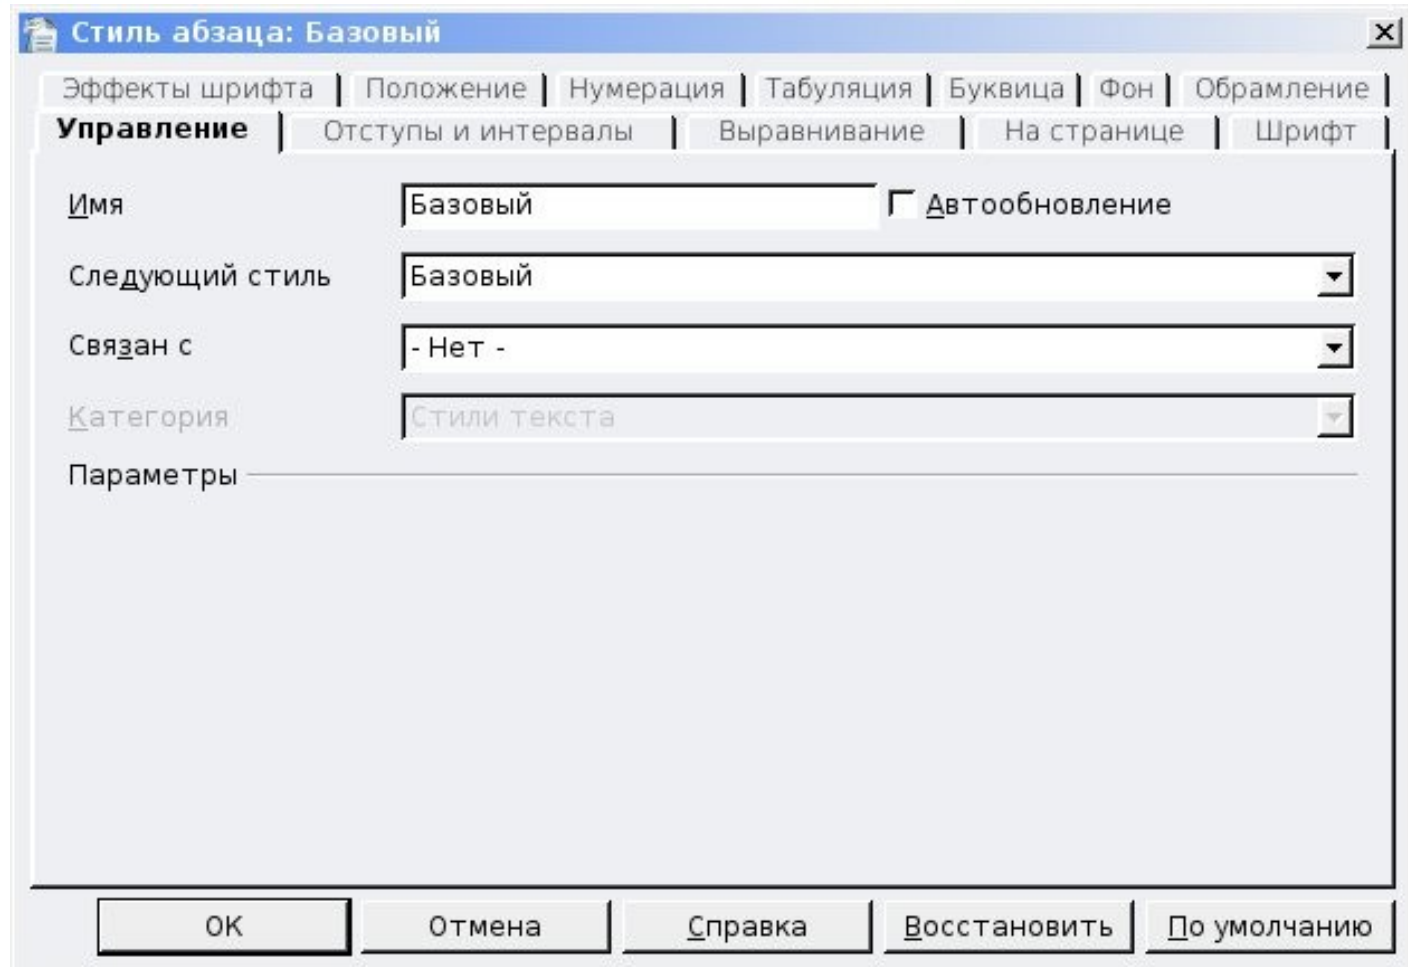 Стиль абзаца: Базовый
Эффекты шрифта Положение Нумерация Табуляция Буквица Фон Обрамление
Управление Отступы и интервалы Выравнивание На странице Шрифт
Имя Базовый Автообновление
Следующий стиль Базовый
Связан с - Нет -
Категория Стили текста
Параметры
ОК Отмена Справка Восстановить По умолчанию